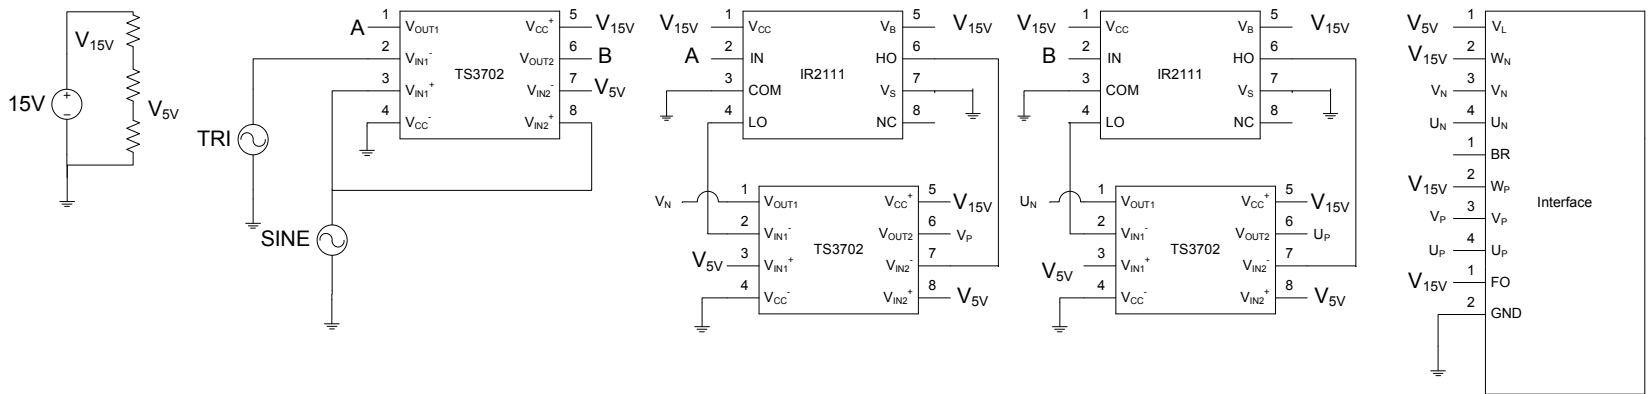 15V
V15V
V5V
TRI
SINE
A 1 VOUT1 VCC+ 5 V15V
2 VIN1- VOUT2 6 B
TS3702
3 VIN1+ VIN2- 7 V5V
4 VCC- VIN2+ 8
V15V 1 VCC VB 5 V15V
A 2 IN HO 6
IR2111
3 COM VS 7
4 LO NC 8
VN 1 VOUT1 VCC+ 5 V15V
2 VIN1- VOUT2 6 VP
TS3702
V5V 3 VIN1+ VIN2- 7
4 VCC- VIN2+ 8 V5V
V15V 1 VCC VB 5 V15V
B 2 IN HO 6
IR2111
3 COM VS 7
4 LO NC 8
UN 1 VOUT1 VCC+ 5 V15V
2 VIN1- VOUT2 6 UP
TS3702
V5V 3 VIN1+ VIN2- 7
4 VCC- VIN2+ 8 V5V
V5V 1 VL
V15V 2 WN
VN 3 VN
UN 4 UN
1 BR
V15V 2 WP
Interface
VP 3 VP
UP 4 UP
V15V 1 FO
2 GND